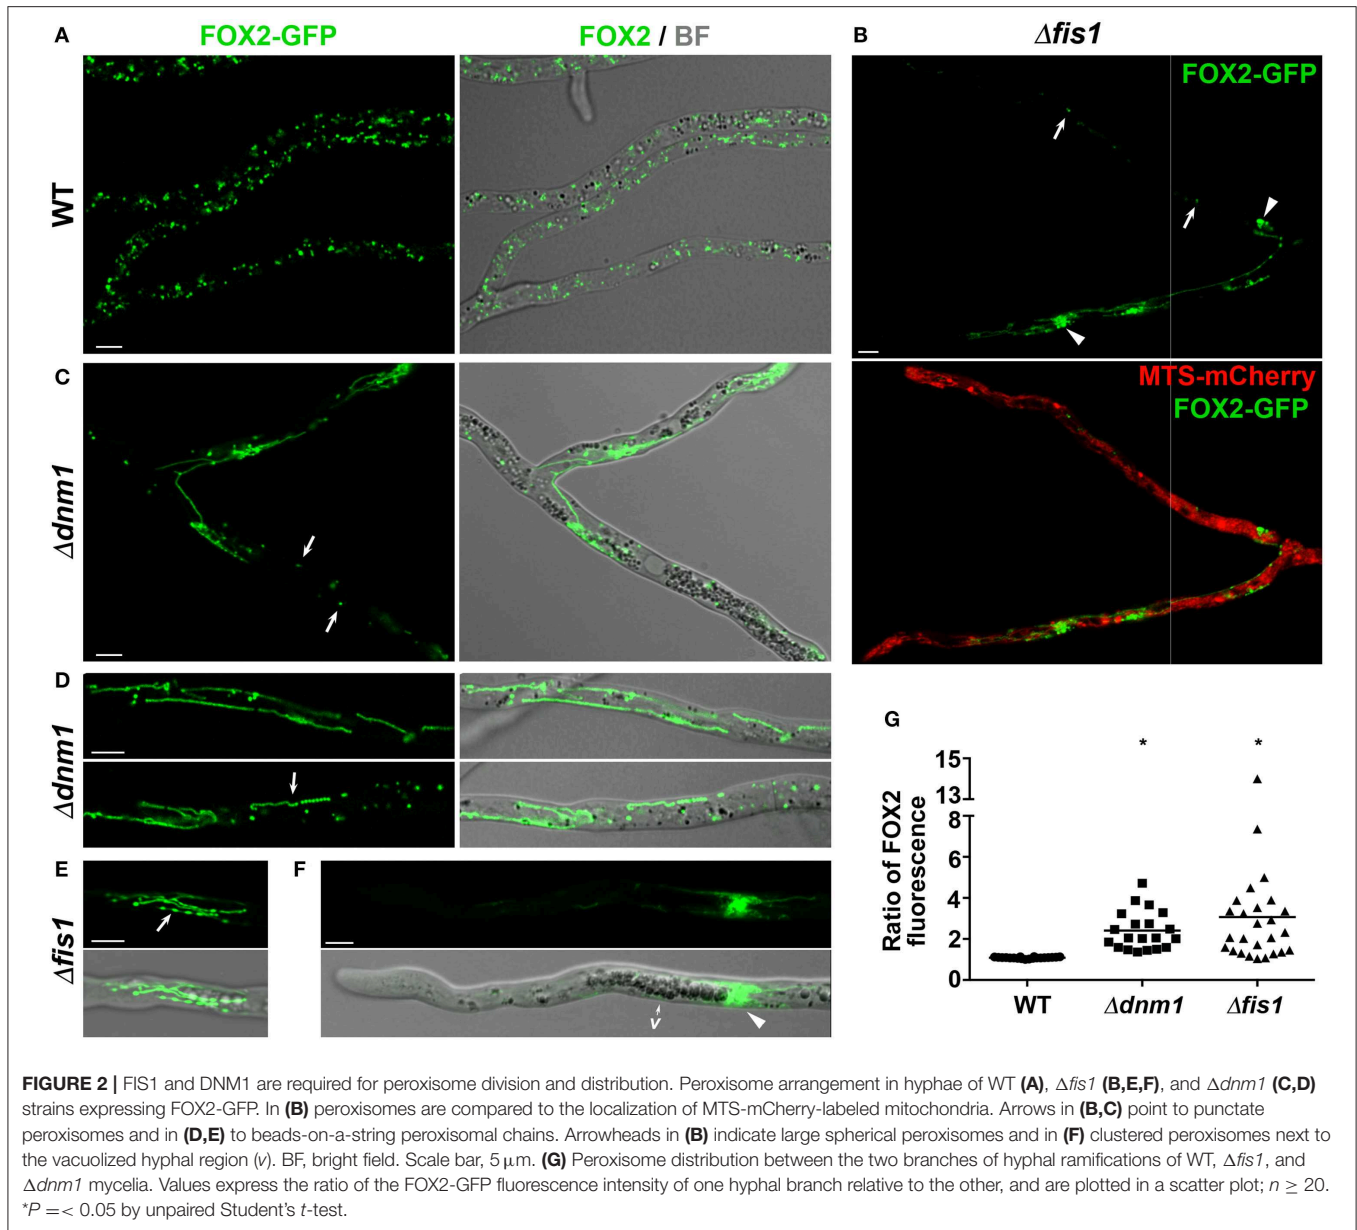 A
FOX2-GFP
FOX2 / BF
WT
B
Δfis1
FOX2-GFP
MTS-mCherry
FOX2-GFP
C
Δdnm1
D
Δdnm1
E
F
Δfis1
v
G
Ratio of FOX2
fluorescence
15
13
8
6
4
2
0
*
*
WT
Δdnm1
Δfis1
FIGURE 2 | FIS1 and DNM1 are required for peroxisome division and distribution. Peroxisome arrangement in hyphae of WT (A), Δfis1 (B,E,F), and Δdnm1 (C,D)
strains expressing FOX2-GFP. In (B) peroxisomes are compared to the localization of MTS-mCherry-labeled mitochondria. Arrows in (B,C) point to punctate
peroxisomes and in (D,E) to beads-on-a-string peroxisomal chains. Arrowheads in (B) indicate large spherical peroxisomes and in (F) clustered peroxisomes next to
the vacuolized hyphal region (v). BF, bright field. Scale bar, 5 μm. (G) Peroxisome distribution between the two branches of hyphal ramifications of WT, Δfis1, and
Δdnm1 mycelia. Values express the ratio of the FOX2-GFP fluorescence intensity of one hyphal branch relative to the other, and are plotted in a scatter plot; n ≥ 20.
*P =< 0.05 by unpaired Student's t-test.